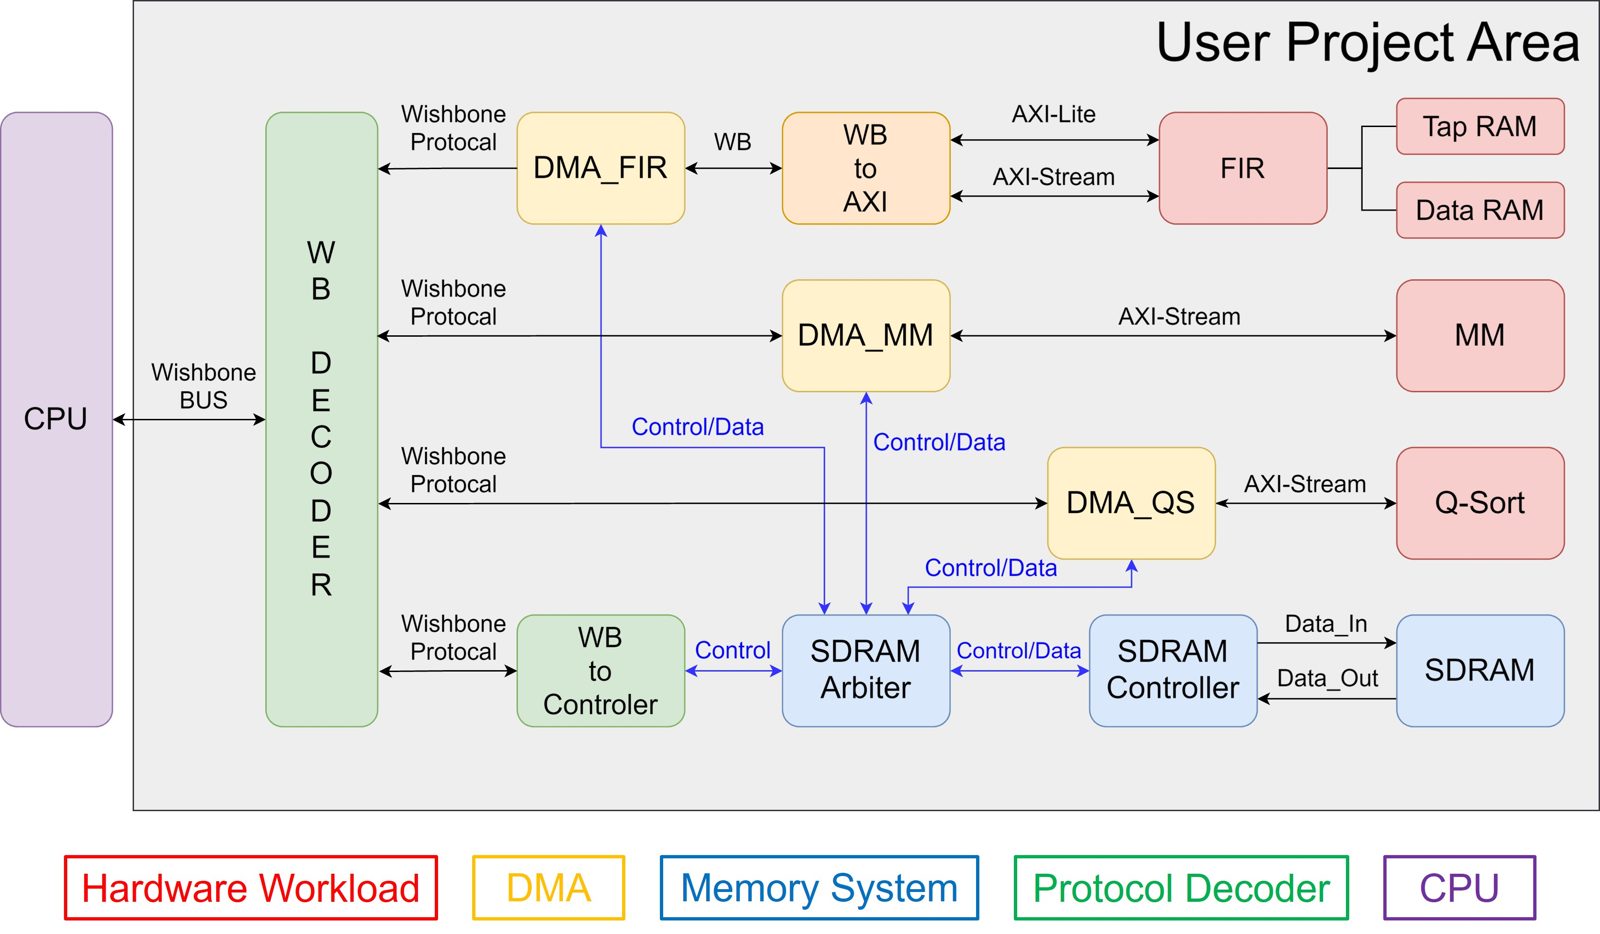 User Project Area
CPU
Wishbone
BUS
W
B
D
E
C
O
D
E
R
Wishbone
Protocal
DMA_FIR
WB
WB
to
AXI
AXI-Lite
AXI-Stream
FIR
Tap RAM
Data RAM
Wishbone
Protocal
DMA_MM
AXI-Stream
MM
Control/Data
Control/Data
Wishbone
Protocal
DMA_QS
AXI-Stream
Q-Sort
Control/Data
Wishbone
Protocal
WB
to
Controler
Control
SDRAM
Arbiter
Control/Data
SDRAM
Controller
Data_In
Data_Out
SDRAM
Hardware Workload
DMA
Memory System
Protocol Decoder
CPU